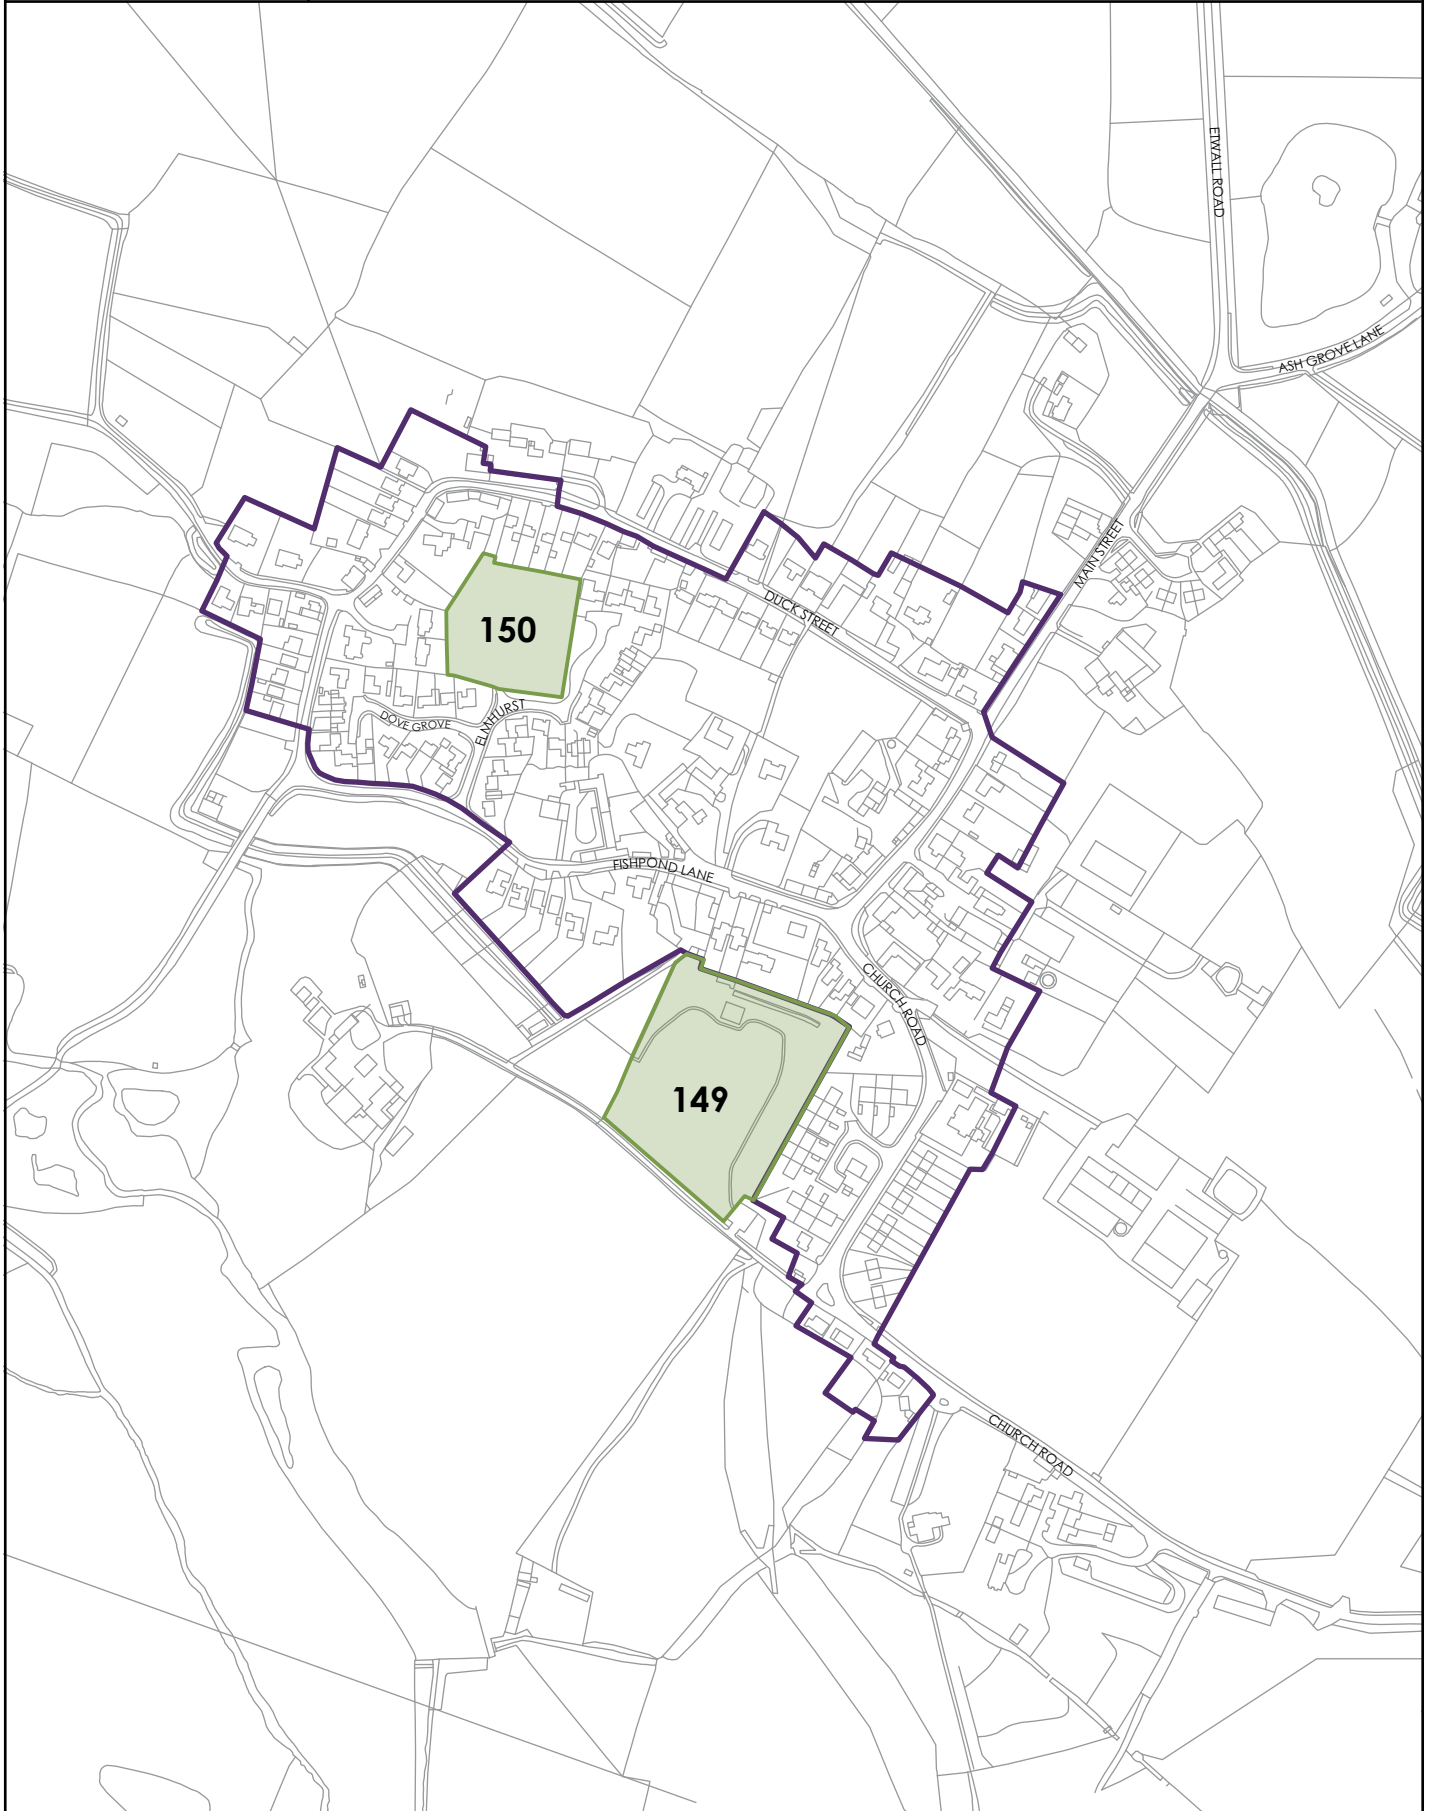 ETWALL ROAD
ASH GROVE LANE
MAIN STREET
DUCK STREET
150
DOVE GROVE
ELMHURST
FISHPOND LANE
CHURCH ROAD
149
CHURCH ROAD